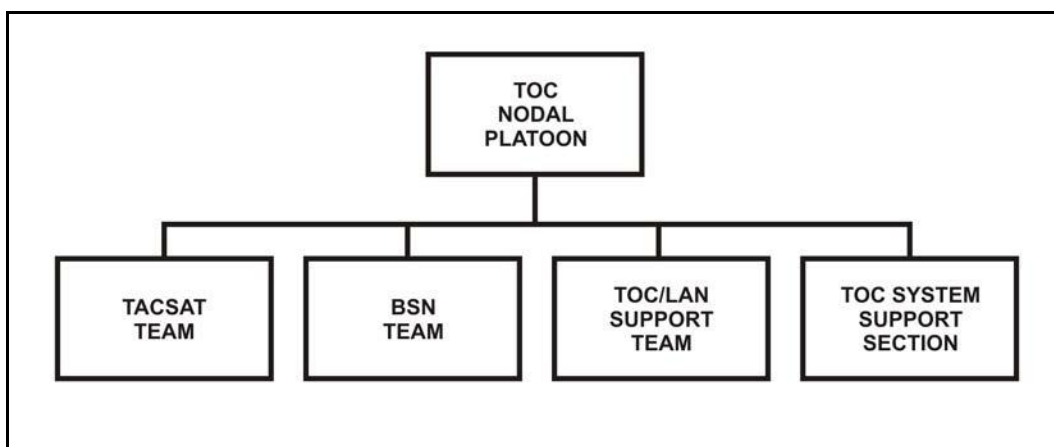 TOC
NODAL
PLATOON
TACSAT
TEAM
BSN
TEAM
TOC/LAN
SUPPORT
TEAM
TOC SYSTEM
SUPPORT
SECTION